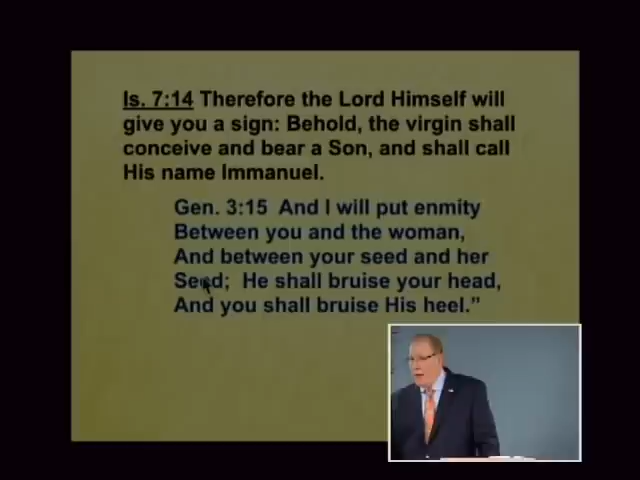 Is. 7:14 Therefore the Lord Himself will
give you a sign: Behold, the virgin shall
conceive and bear a Son, and shall call
His name Immanuel.
Gen. 3:15 And I will put enmity
Between you and the woman,
And between your seed and her
Seed; He shall bruise your head,
And you shall bruise His heel.”